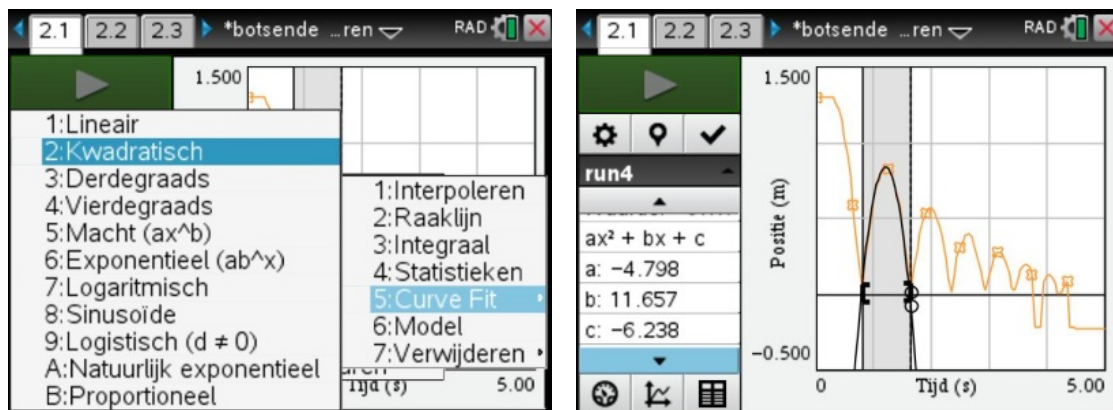 2.1 2.2 2.3 *botsende …ren RAD
1.500
1:Lineair
2:Kwadratisch
3:Derdegraads
4:Vierdegraads
5:Macht (ax^b)
6:Exponentieel (ab^x)
7:Logaritmisch
8:Sinusoïde
9:Logistisch (d ≠ 0)
A:Natuurlijk exponentieel
B:Proportioneel
1:Interpoleren
2:Raaklijn
3:Integraal
4:Statistieken
5:Curve Fit
6:Model
7:Verwijderen
Tijd (s) 5.00
2.1 2.2 2.3 *botsende …ren RAD
run4
ax² + bx + c
a: −4.798
b: 11.657
c: −6.238
1.500
Positie (m)
−0.500
0 Tijd (s) 5.00